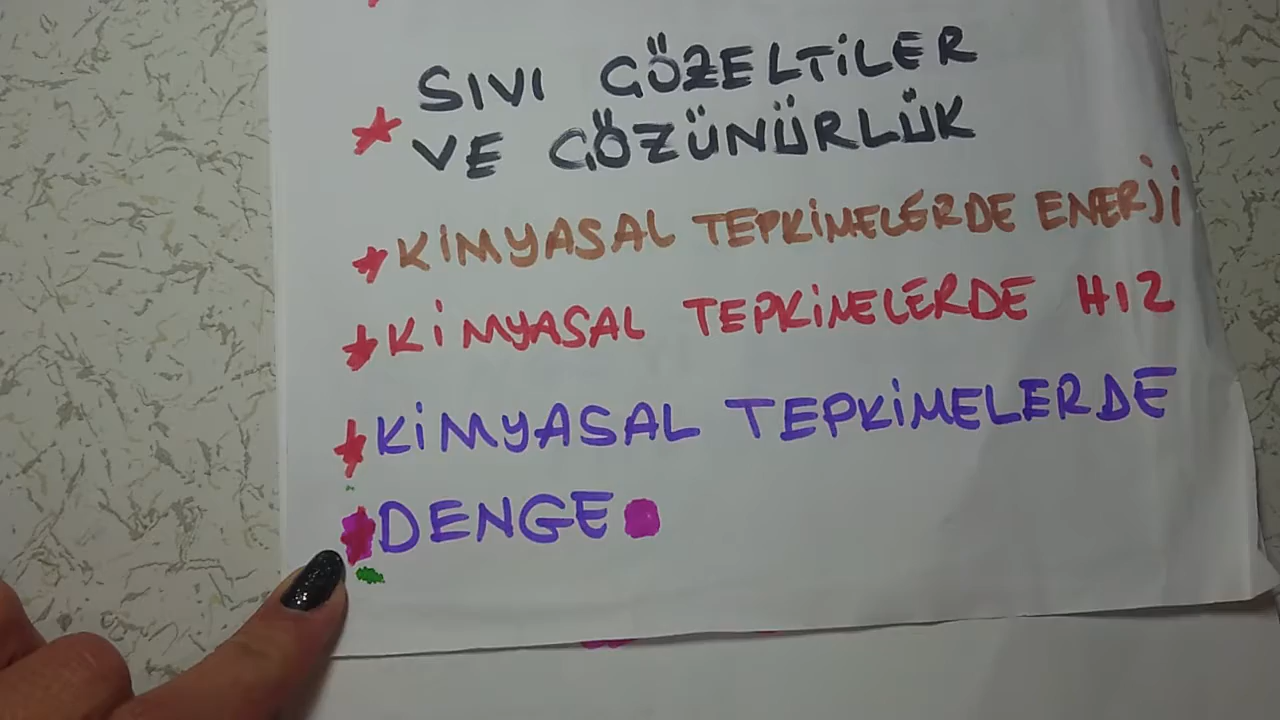 SIVI ÇÖZELTİLER
VE ÇÖZÜNÜRLÜK
KİMYASAL TEPKİMELERDE ENERJİ
KİMYASAL TEPKİMELERDE HIZ
KİMYASAL TEPKİMELERDE
DENGE